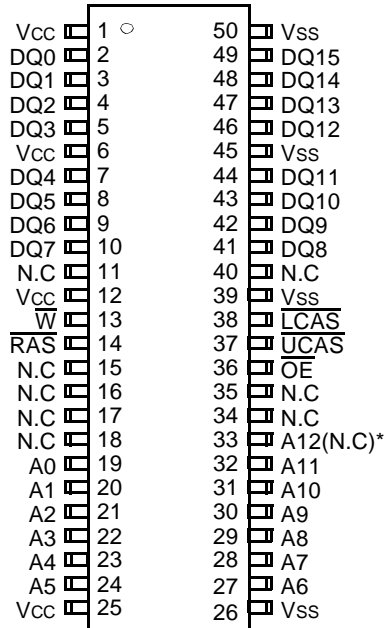 Vcc 1 50 Vss
DQ0 2 49 DQ15
DQ1 3 48 DQ14
DQ2 4 47 DQ13
DQ3 5 46 DQ12
Vcc 6 45 Vss
DQ4 7 44 DQ11
DQ5 8 43 DQ10
DQ6 9 42 DQ9
DQ7 10 41 DQ8
N.C 11 40 N.C
Vcc 12 39 Vss
W̅ 13 38 L̅C̅A̅S̅
R̅A̅S̅ 14 37 U̅C̅A̅S̅
N.C 15 36 O̅E̅
N.C 16 35 N.C
N.C 17 34 N.C
N.C 18 33 A12(N.C)*
A0 19 32 A11
A1 20 31 A10
A2 21 30 A9
A3 22 29 A8
A4 23 28 A7
A5 24 27 A6
Vcc 25 26 Vss